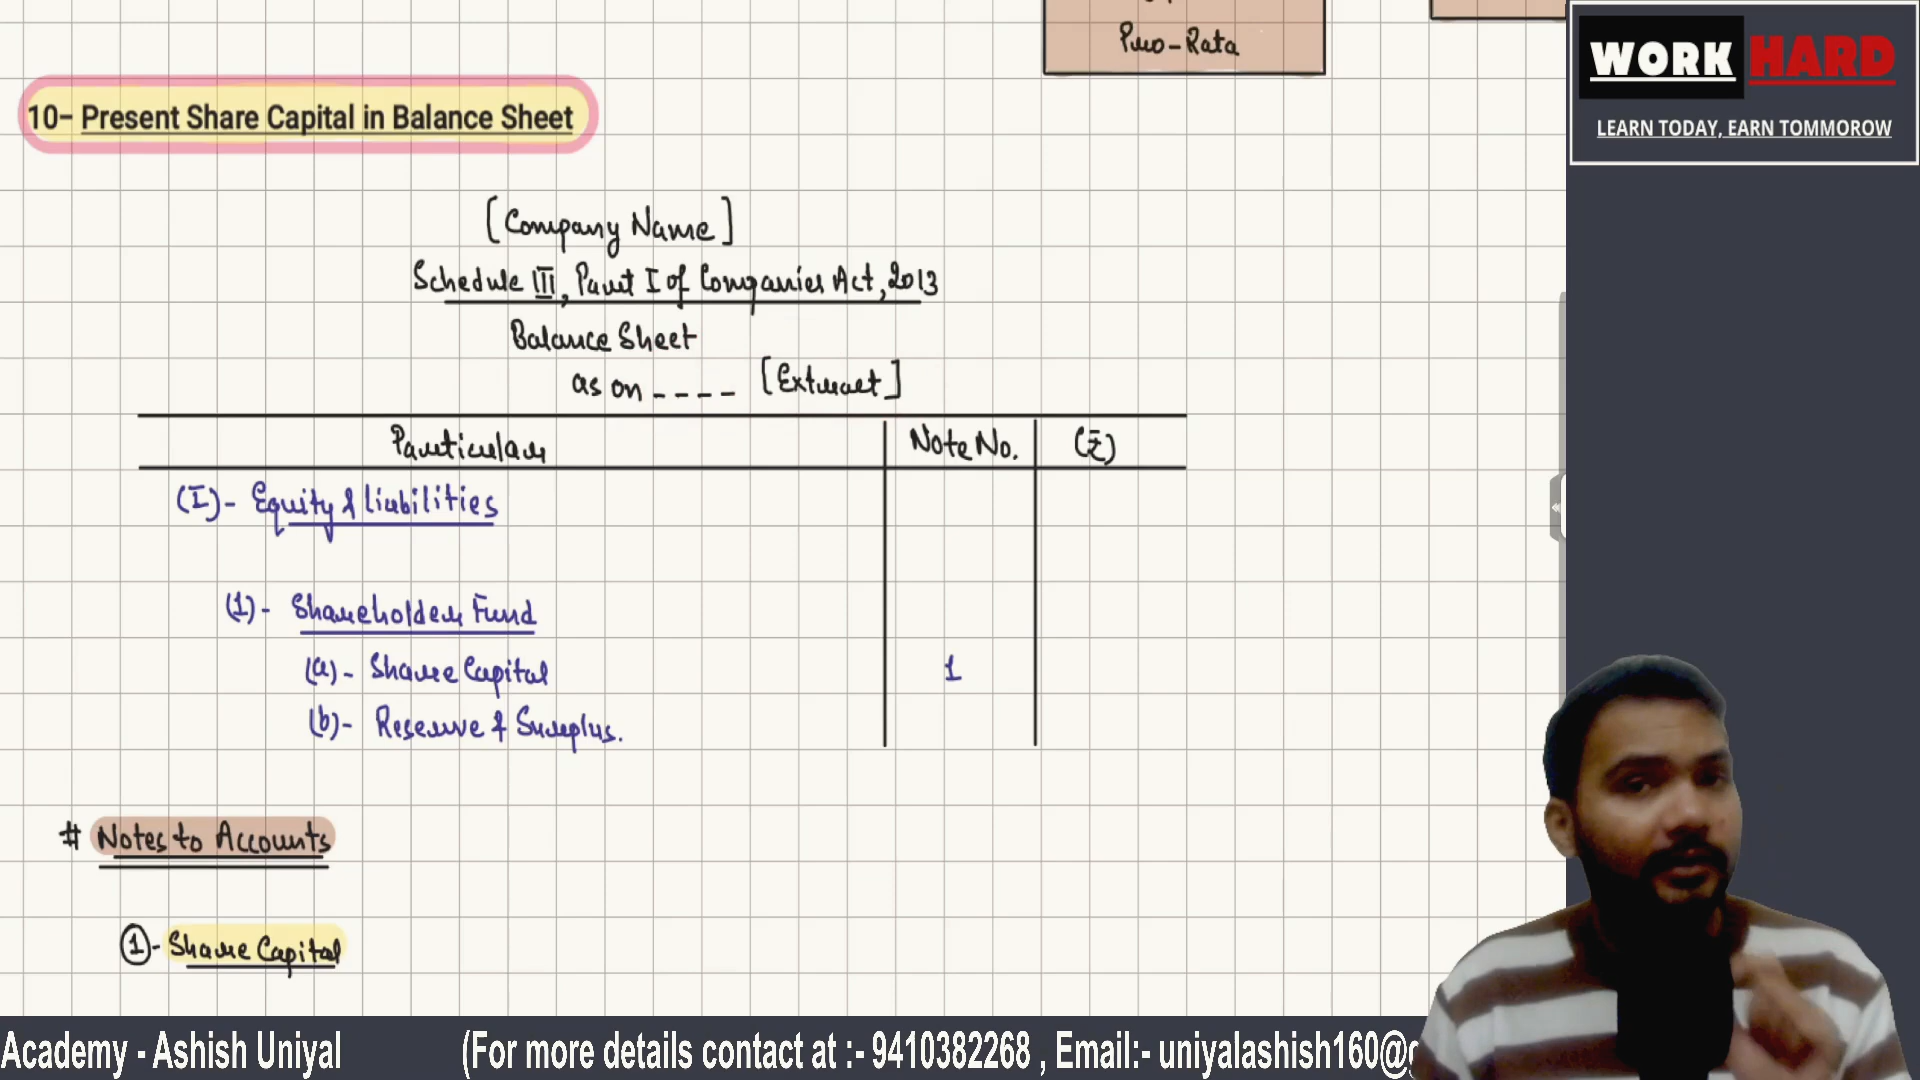 Pro-Rata
WORK HARD
LEARN TODAY, EARN TOMMOROW
10- Present Share Capital in Balance Sheet
[Company Name]
Schedule III, Part I of Companies Act, 2013
Balance Sheet
as on ---- [Extract]
Particulars Note No. (₹)
(I)- Equity & Liabilities
(1)- Shareholders Fund
(a)- Share Capital 1
(b)- Reserve & Surplus.
# Notes to Accounts
①- Share Capital
Academy - Ashish Uniyal (For more details contact at :- 9410382268 , Email:- uniyalashish160@